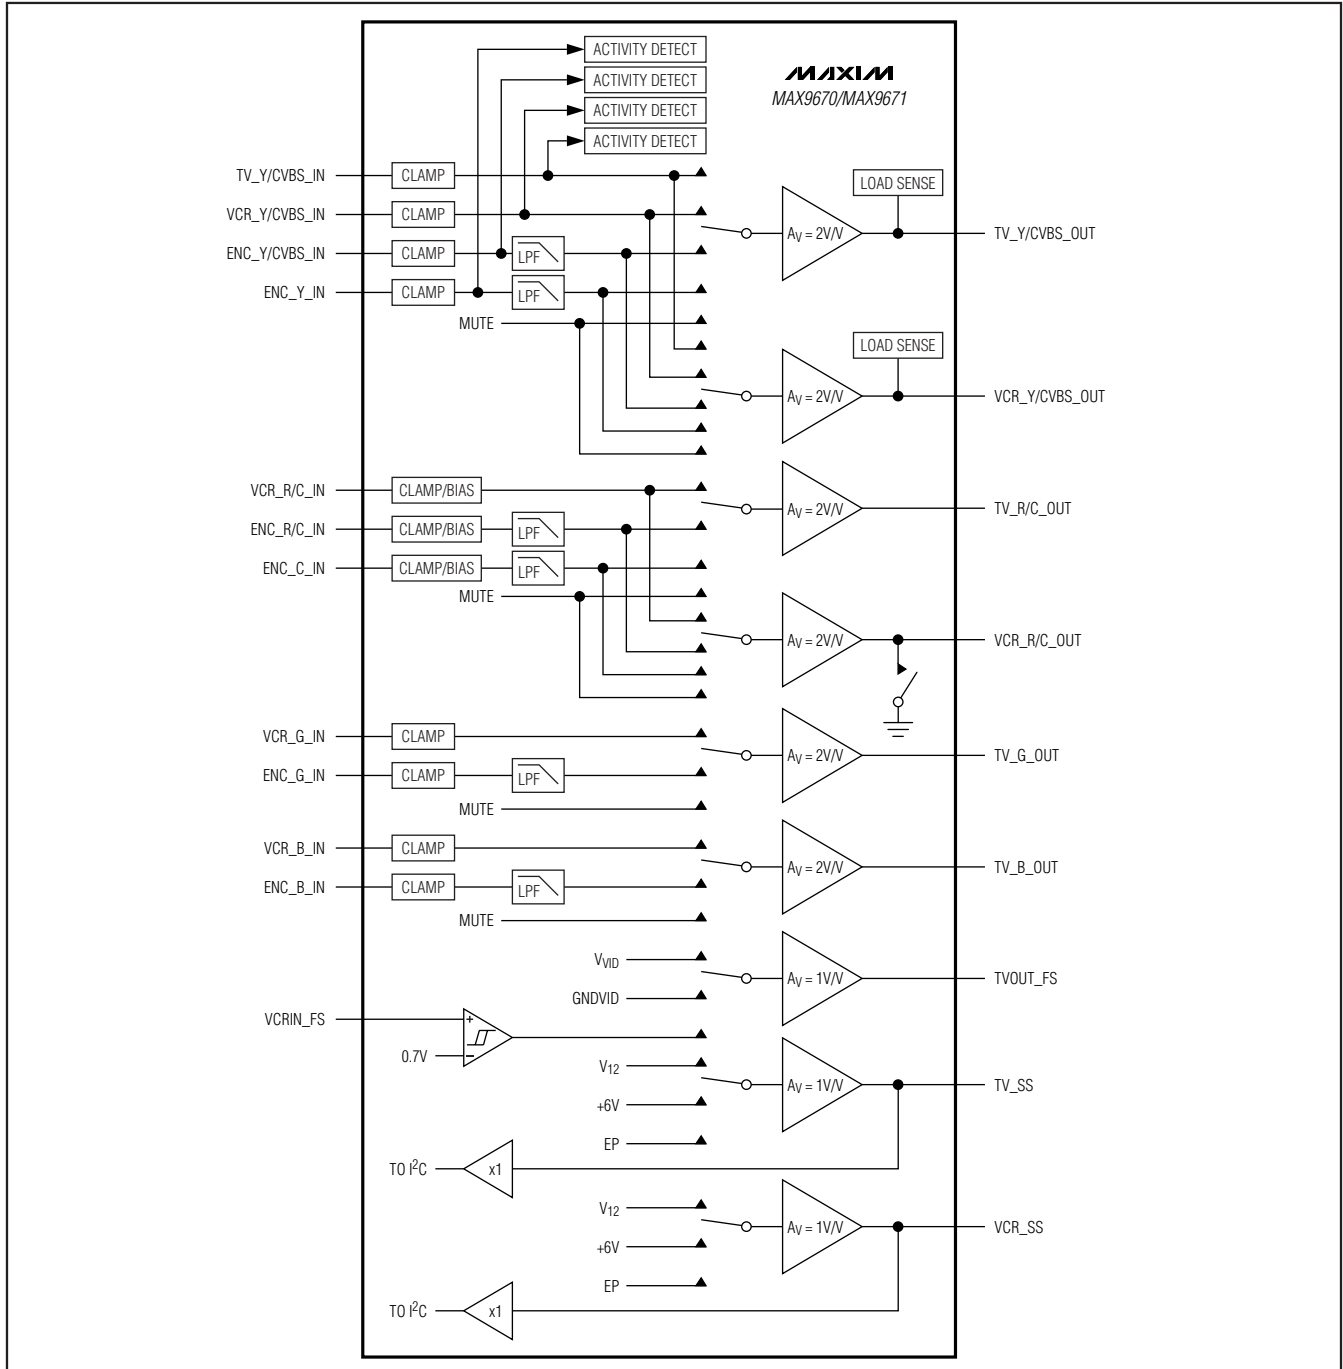 ACTIVITY DETECT
ACTIVITY DETECT
ACTIVITY DETECT
ACTIVITY DETECT
MAXIM
MAX9670/MAX9671
TV_Y/CVBS_IN
CLAMP
VCR_Y/CVBS_IN
CLAMP
ENC_Y/CVBS_IN
CLAMP
LPF
ENC_Y_IN
CLAMP
LPF
MUTE
LOAD SENSE
AV = 2V/V
TV_Y/CVBS_OUT
LOAD SENSE
AV = 2V/V
VCR_Y/CVBS_OUT
VCR_R/C_IN
CLAMP/BIAS
ENC_R/C_IN
CLAMP/BIAS
LPF
ENC_C_IN
CLAMP/BIAS
LPF
MUTE
AV = 2V/V
TV_R/C_OUT
AV = 2V/V
VCR_R/C_OUT
VCR_G_IN
CLAMP
ENC_G_IN
CLAMP
LPF
MUTE
AV = 2V/V
TV_G_OUT
VCR_B_IN
CLAMP
ENC_B_IN
CLAMP
LPF
MUTE
AV = 2V/V
TV_B_OUT
VVID
GNDVID
AV = 1V/V
TVOUT_FS
VCRIN_FS
+
0.7V
−
V12
+6V
EP
AV = 1V/V
TV_SS
TO I2C
x1
V12
+6V
EP
AV = 1V/V
VCR_SS
TO I2C
x1